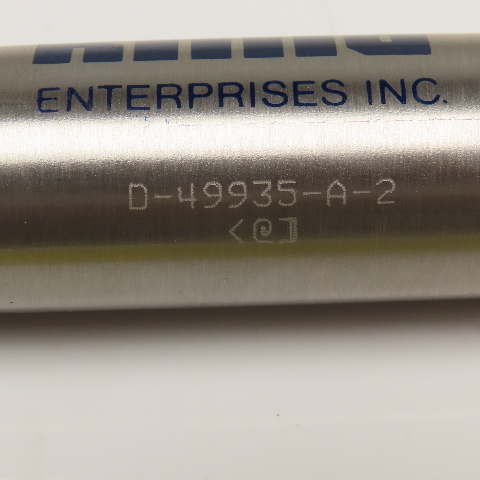 ENTERPRISES INC.
D-49935-A-2
<@]